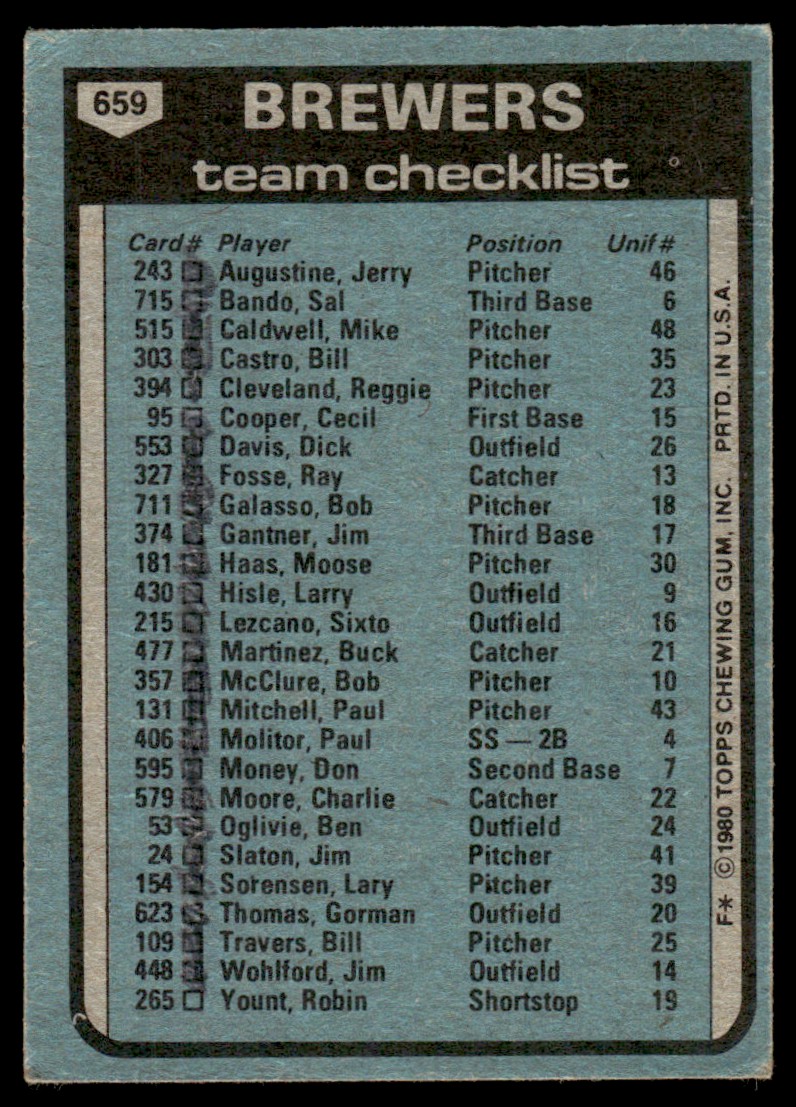 659
BREWERS
team checklist
Card# Player Position Unif#
243 Augustine, Jerry Pitcher 46
715 Bando, Sal Third Base 6
515 Caldwell, Mike Pitcher 48
303 Castro, Bill Pitcher 35
394 Cleveland, Reggie Pitcher 23
95 Cooper, Cecil First Base 15
553 Davis, Dick Outfield 26
327 Fosse, Ray Catcher 13
711 Galasso, Bob Pitcher 18
374 Gantner, Jim Third Base 17
181 Haas, Moose Pitcher 30
430 Hisle, Larry Outfield 9
215 Lezcano, Sixto Outfield 16
477 Martinez, Buck Catcher 21
357 McClure, Bob Pitcher 10
131 Mitchell, Paul Pitcher 43
406 Molitor, Paul SS — 2B 4
595 Money, Don Second Base 7
579 Moore, Charlie Catcher 22
53 Oglivie, Ben Outfield 24
24 Slaton, Jim Pitcher 41
154 Sorensen, Lary Pitcher 39
623 Thomas, Gorman Outfield 20
109 Travers, Bill Pitcher 25
448 Wohlford, Jim Outfield 14
265 Yount, Robin Shortstop 19
F* ©1980 TOPPS CHEWING GUM, INC. PRTD. IN U.S.A.